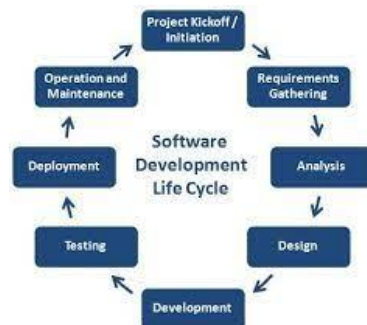 Project Kickoff /
Initiation
Requirements
Gathering
Analysis
Design
Development
Testing
Deployment
Operation and
Maintenance
Software
Development
Life Cycle